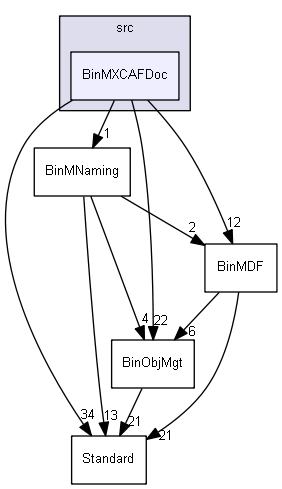 src
BinMXCAFDoc
1
BinMNaming
2
12
BinMDF
4
22
6
BinObjMgt
34
13
21
21
Standard